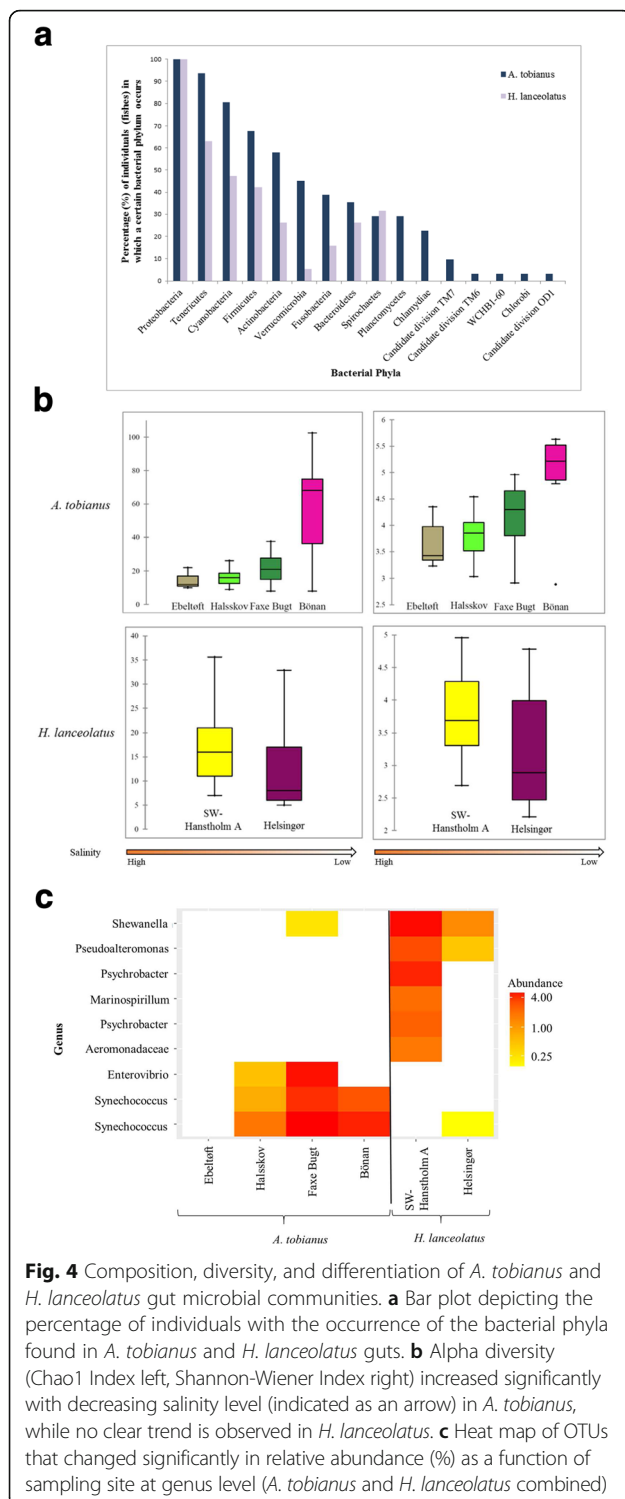 a
Percentage (%) of individuals (fishes) in
which a certain bacterial phylum occurs
100
90
80
70
60
50
40
30
20
10
0
A. tobianus
H. lanceolatus
Proteobacteria
Tenericutes
Cyanobacteria
Firmicutes
Actinobacteria
Verrucomicrobia
Fusobacteria
Bacteroidetes
Spirochaetes
Planctomycetes
Chlamydiae
Candidate division TM7
Candidate division TM6
WCHB1-60
Chlorobi
Candidate division OD1
Bacterial Phyla
b
A. tobianus
100
80
60
40
20
0
Ebeltøft Halsskov Faxe Bugt Bönan
6
5.5
5
4.5
4
3.5
3
2.5
2
Ebeltøft Halsskov Faxe Bugt Bönan
H. lanceolatus
40
35
30
25
20
15
10
5
0
SW-
Hanstholm A Helsingør
5
4.5
4
3.5
3
2.5
2
SW-
Hanstholm A Helsingør
Salinity
High Low
High Low
c
Genus
Shewanella
Pseudoalteromonas
Psychrobacter
Marinospirillum
Psychrobacter
Aeromonadaceae
Enterovibrio
Synechococcus
Synechococcus
Abundance
4.00
1.00
0.25
Ebeltøft
Halsskov
Faxe Bugt
Bönan
SW-
Hanstholm A
Helsingør
A. tobianus H. lanceolatus
Fig. 4 Composition, diversity, and differentiation of A. tobianus and
H. lanceolatus gut microbial communities. a Bar plot depicting the
percentage of individuals with the occurrence of the bacterial phyla
found in A. tobianus and H. lanceolatus guts. b Alpha diversity
(Chao1 Index left, Shannon-Wiener Index right) increased significantly
with decreasing salinity level (indicated as an arrow) in A. tobianus,
while no clear trend is observed in H. lanceolatus. c Heat map of OTUs
that changed significantly in relative abundance (%) as a function of
sampling site at genus level (A. tobianus and H. lanceolatus combined)